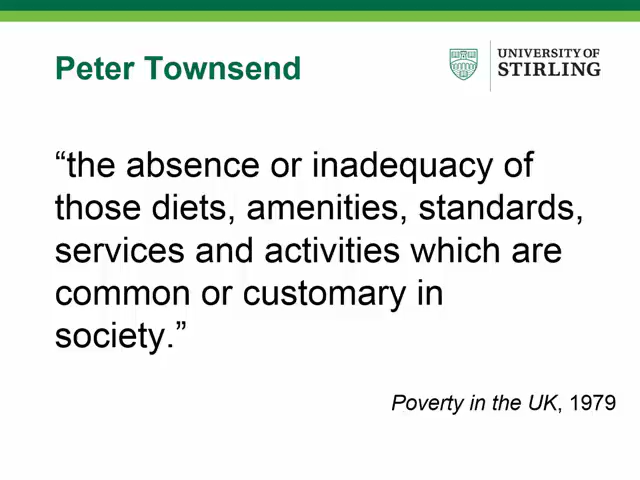 Peter Townsend
UNIVERSITY OF
STIRLING
“the absence or inadequacy of
those diets, amenities, standards,
services and activities which are
common or customary in
society.”
Poverty in the UK, 1979